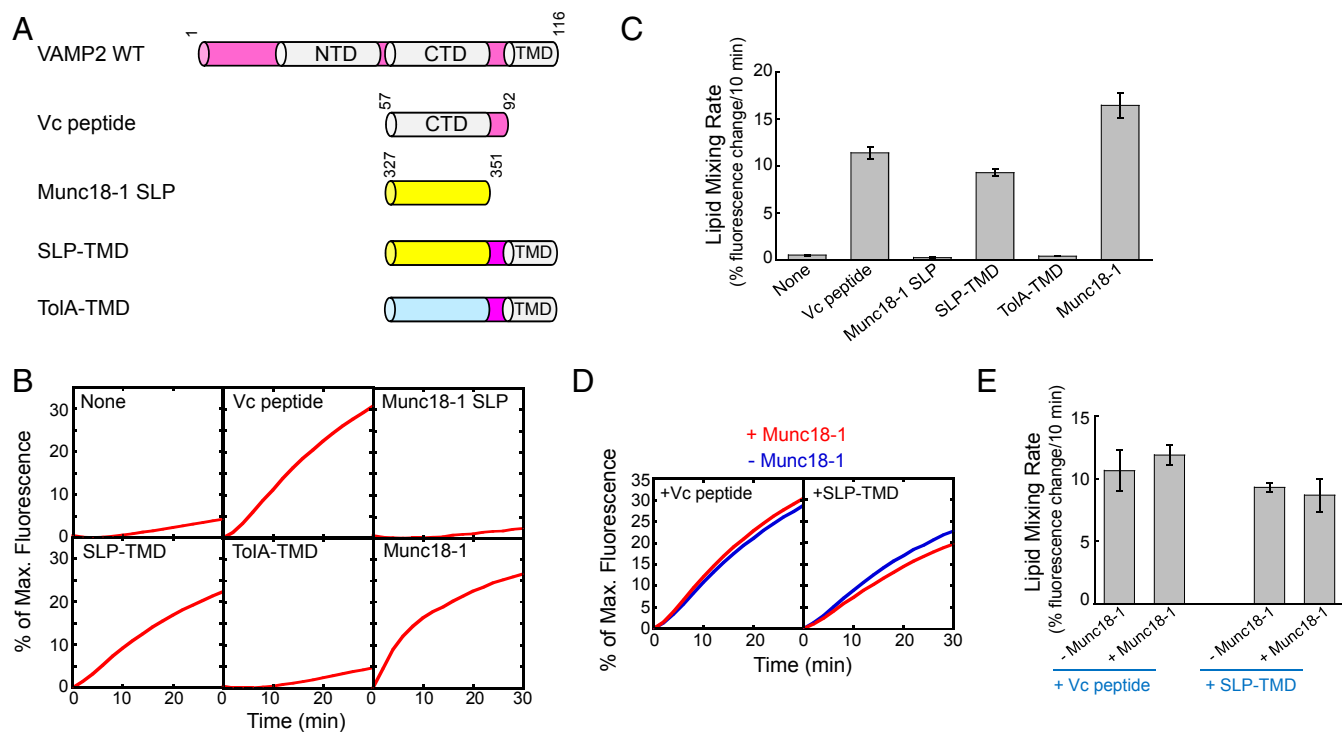 A
1
116
VAMP2 WT
NTD
CTD
TMD
57
92
Vc peptide
CTD
327
351
Munc18-1 SLP
SLP-TMD
TMD
TolA-TMD
TMD
B
None
Vc peptide
Munc18-1 SLP
30
20
10
0
SLP-TMD
TolA-TMD
Munc18-1
20
10
0
0 10 20 0 10 20 0 10 20 30
% of Max. Fluorescence
Time (min)
C
Lipid Mixing Rate
(% fluorescence change/10 min)
20
15
10
5
0
None
Vc peptide
Munc18-1 SLP
SLP-TMD
TolA-TMD
Munc18-1
D
+ Munc18-1
- Munc18-1
+Vc peptide
+SLP-TMD
% of Max. Fluorescence
35
30
25
20
15
10
5
0
0 10 20 0 10 20 30
Time (min)
E
Lipid Mixing Rate
(% fluorescence change/10 min)
15
10
5
0
- Munc18-1
+ Munc18-1
- Munc18-1
+ Munc18-1
+ Vc peptide
+ SLP-TMD